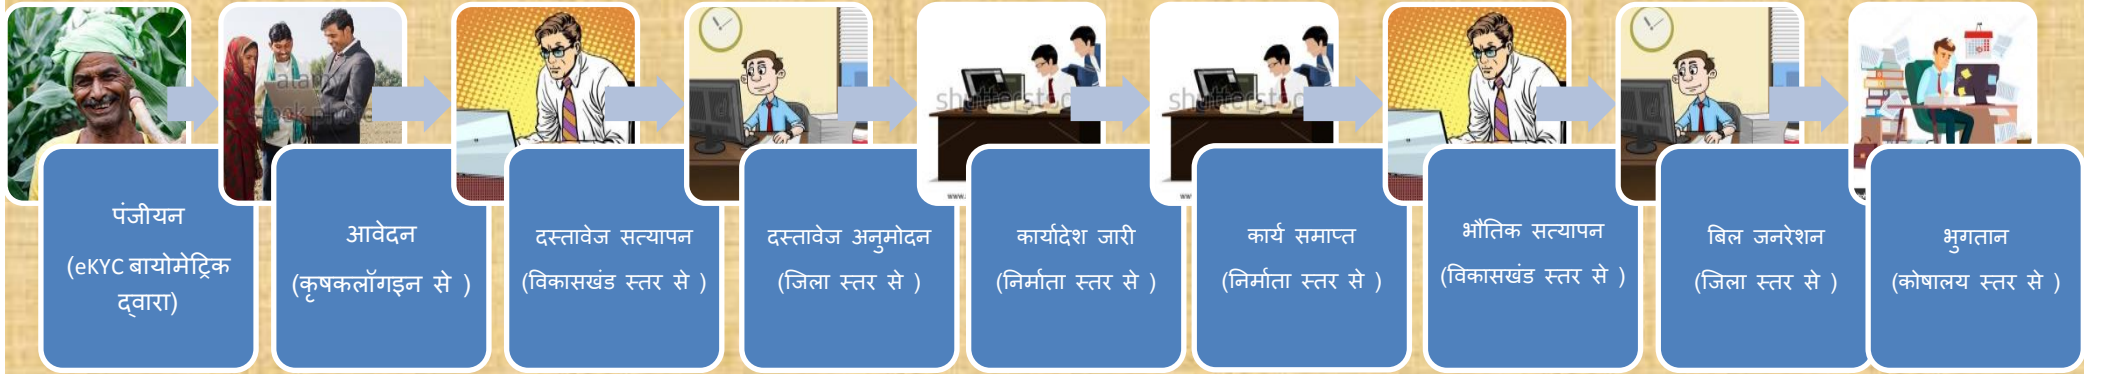 पंजीयन
(eKYC बायोमेट्रिक
द्वारा)
आवेदन
(कृषकलॉगइन से )
दस्तावेज सत्यापन
(विकासखंड स्तर से )
दस्तावेज अनुमोदन
(जिला स्तर से )
कार्यादेश जारी
(निर्माता स्तर से )
कार्य समाप्त
(निर्माता स्तर से )
भौतिक सत्यापन
(विकासखंड स्तर से )
बिल जनरेशन
(जिला स्तर से )
भुगतान
(कोषालय स्तर से )